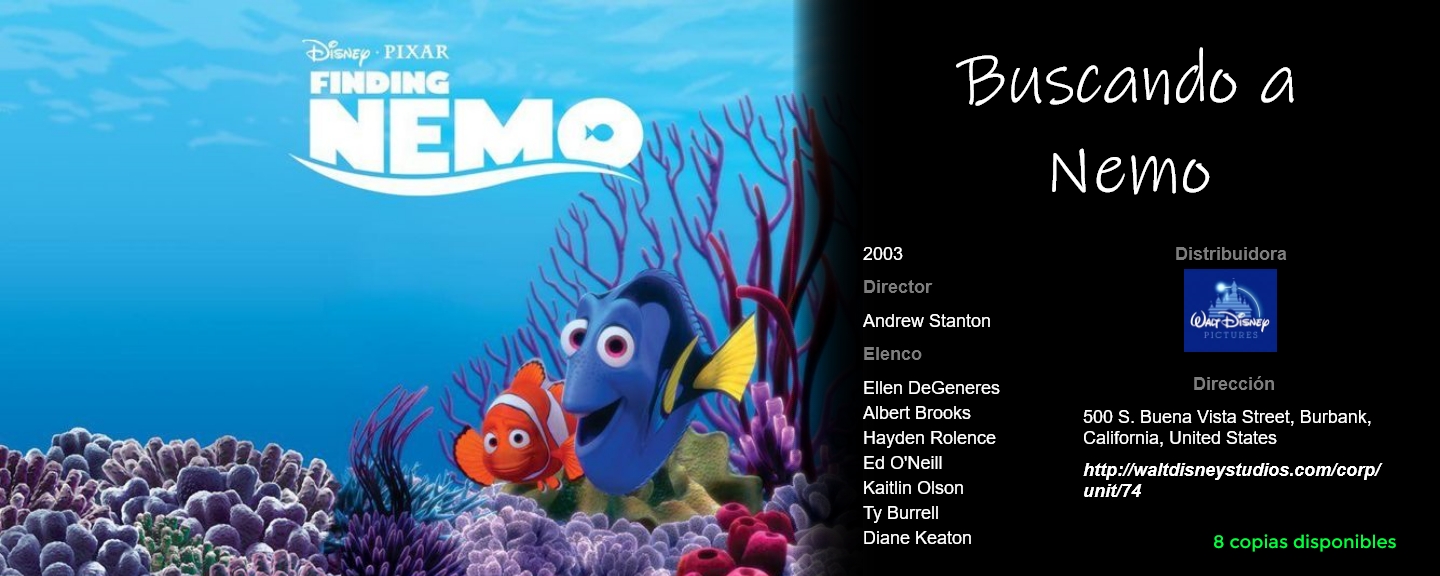 Disney · PIXAR
FINDING
NEMO
Buscando a
Nemo
2003
Director
Andrew Stanton
Elenco
Ellen DeGeneres
Albert Brooks
Hayden Rolence
Ed O'Neill
Kaitlin Olson
Ty Burrell
Diane Keaton
Distribuidora
WALT DISNEY
PICTURES
Dirección
500 S. Buena Vista Street, Burbank,
California, United States
http://waltdisneystudios.com/corp/
unit/74
8 copias disponibles